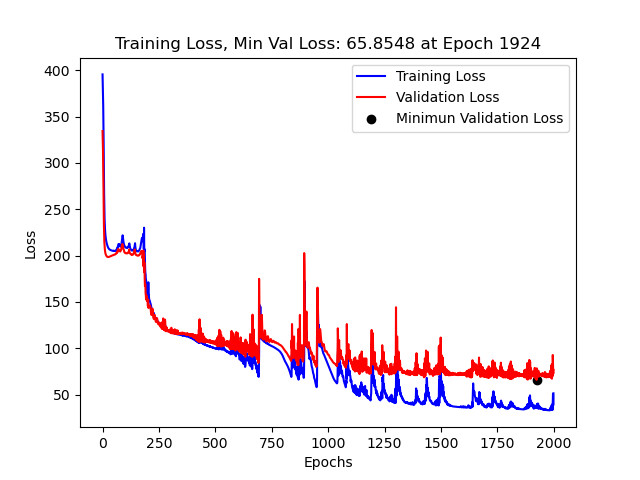 Training Loss, Min Val Loss: 65.8548 at Epoch 1924
Training Loss
Validation Loss
Minimun Validation Loss
Loss
400
350
300
250
200
150
100
50
0
250
500
750
1000
1250
1500
1750
2000
Epochs